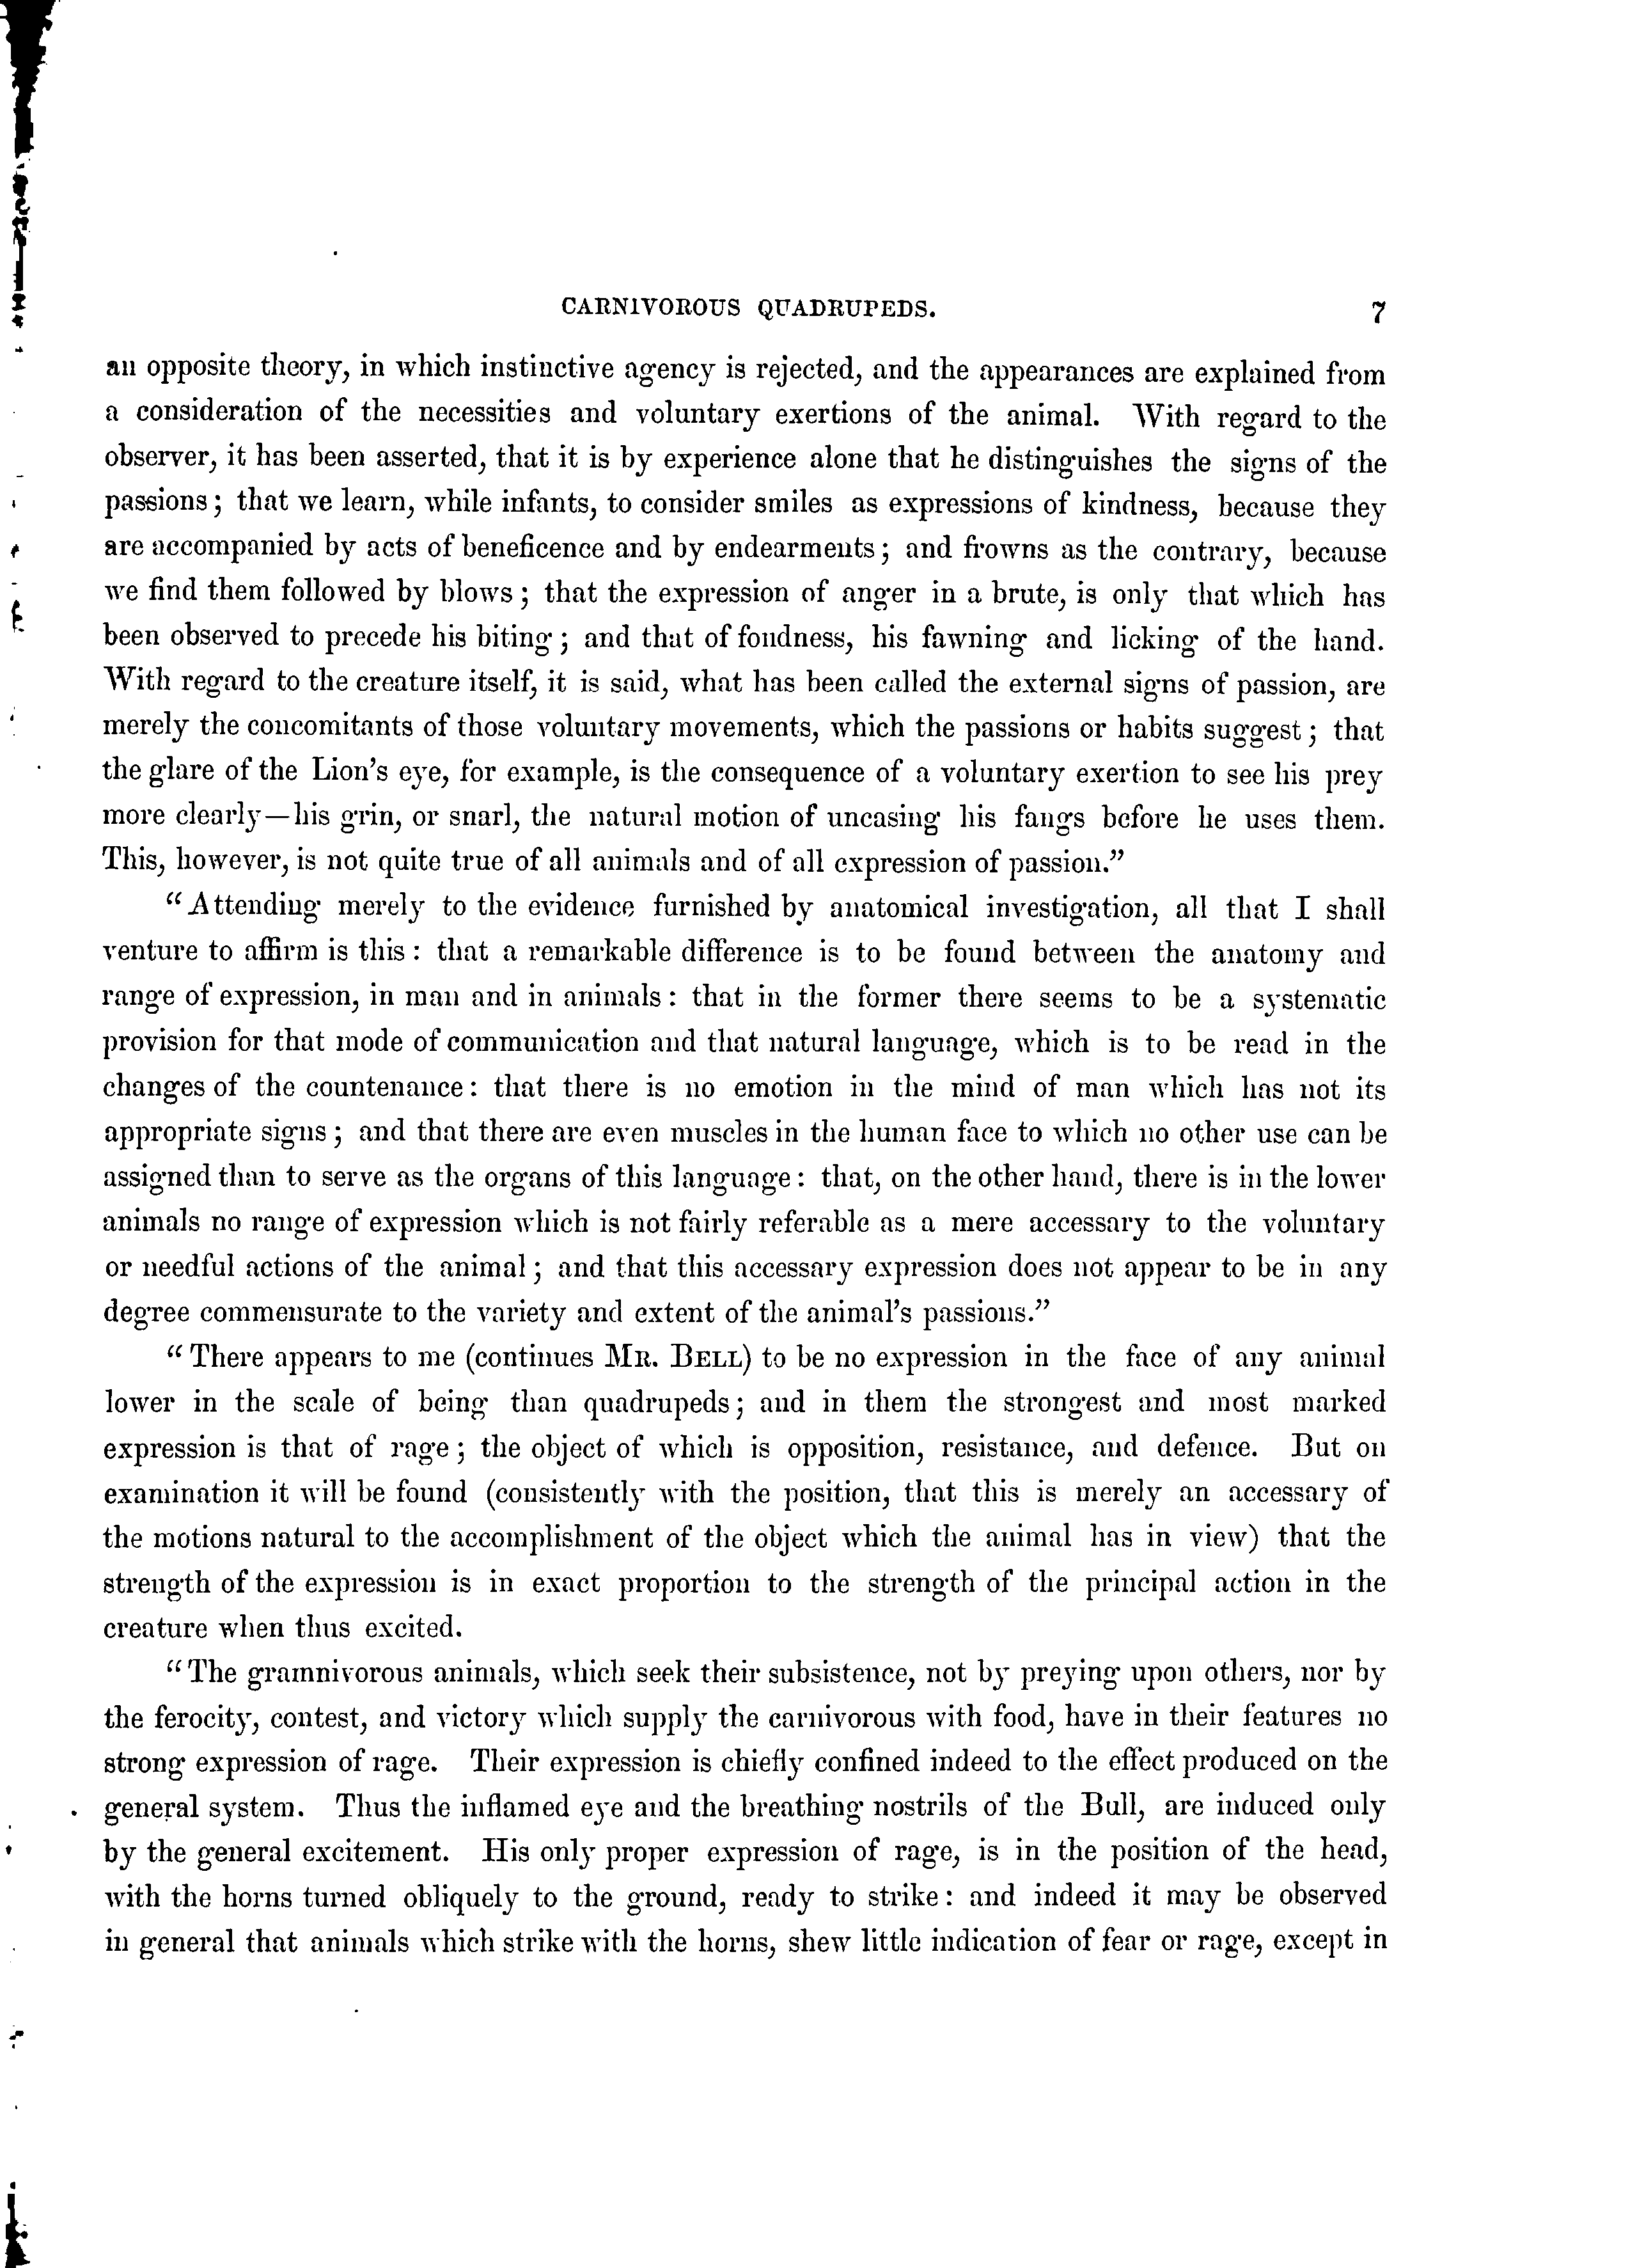 CARNIVOROUS QUADRUPEDS. 7
an opposite theory, in which instinctive agency is rejected, and the appearances are explained from
a consideration of the necessities and voluntary exertions of the animal. With regard to the
observer, it has been asserted, that it is by experience alone that he distinguishes the signs of the
passions; that we learn, while infants, to consider smiles as expressions of kindness, because they
are accompanied by acts of beneficence and by endearments; and frowns as the contrary, because
we find them followed by blows; that the expression of anger in a brute, is only that which has
been observed to precede his biting; and that of fondness, his fawning and licking of the hand.
With regard to the creature itself, it is said, what has been called the external signs of passion, are
merely the concomitants of those voluntary movements, which the passions or habits suggest; that
the glare of the Lion's eye, for example, is the consequence of a voluntary exertion to see his prey
more clearly—his grin, or snarl, the natural motion of uncasing his fangs before he uses them.
This, however, is not quite true of all animals and of all expression of passion.”
“Attending merely to the evidence furnished by anatomical investigation, all that I shall
venture to affirm is this: that a remarkable difference is to be found between the anatomy and
range of expression, in man and in animals: that in the former there seems to be a systematic
provision for that mode of communication and that natural language, which is to be read in the
changes of the countenance: that there is no emotion in the mind of man which has not its
appropriate signs; and that there are even muscles in the human face to which no other use can be
assigned than to serve as the organs of this language: that, on the other hand, there is in the lower
animals no range of expression which is not fairly referable as a mere accessary to the voluntary
or needful actions of the animal; and that this accessary expression does not appear to be in any
degree commensurate to the variety and extent of the animal's passions.”
“There appears to me (continues MR. BELL) to be no expression in the face of any animal
lower in the scale of being than quadrupeds; and in them the strongest and most marked
expression is that of rage; the object of which is opposition, resistance, and defence. But on
examination it will be found (consistently with the position, that this is merely an accessary of
the motions natural to the accomplishment of the object which the animal has in view) that the
strength of the expression is in exact proportion to the strength of the principal action in the
creature when thus excited.
“The gramnivorous animals, which seek their subsistence, not by preying upon others, nor by
the ferocity, contest, and victory which supply the carnivorous with food, have in their features no
strong expression of rage. Their expression is chiefly confined indeed to the effect produced on the
general system. Thus the inflamed eye and the breathing nostrils of the Bull, are induced only
by the general excitement. His only proper expression of rage, is in the position of the head,
with the horns turned obliquely to the ground, ready to strike: and indeed it may be observed
in general that animals which strike with the horns, shew little indication of fear or rage, except in